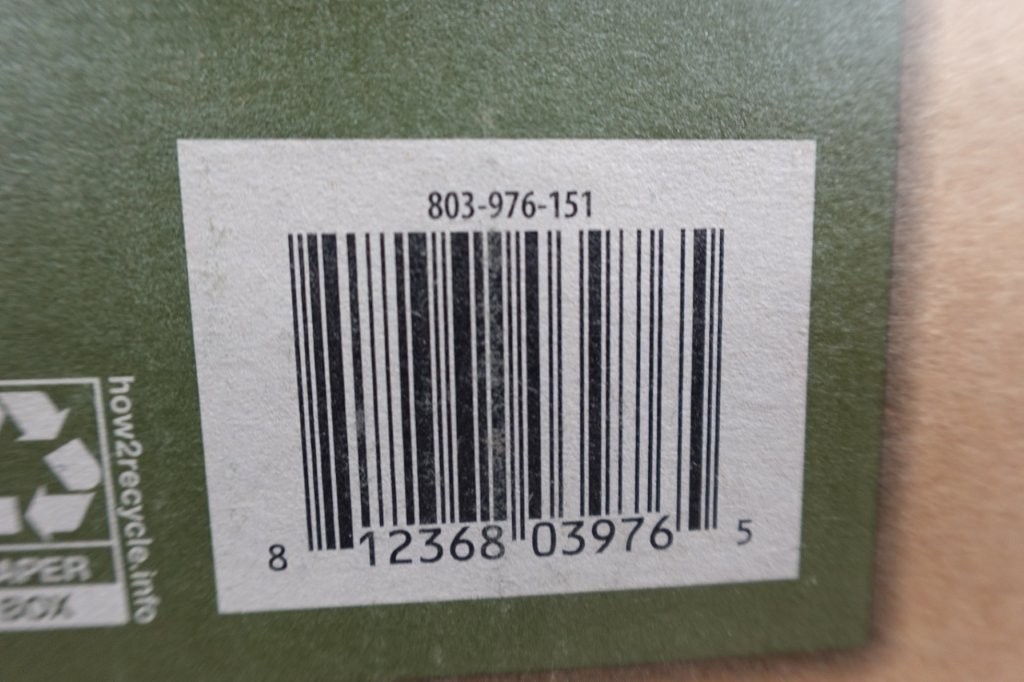 803-976-151
8 12368 03976 5
how2recycle.info
APER
BOX